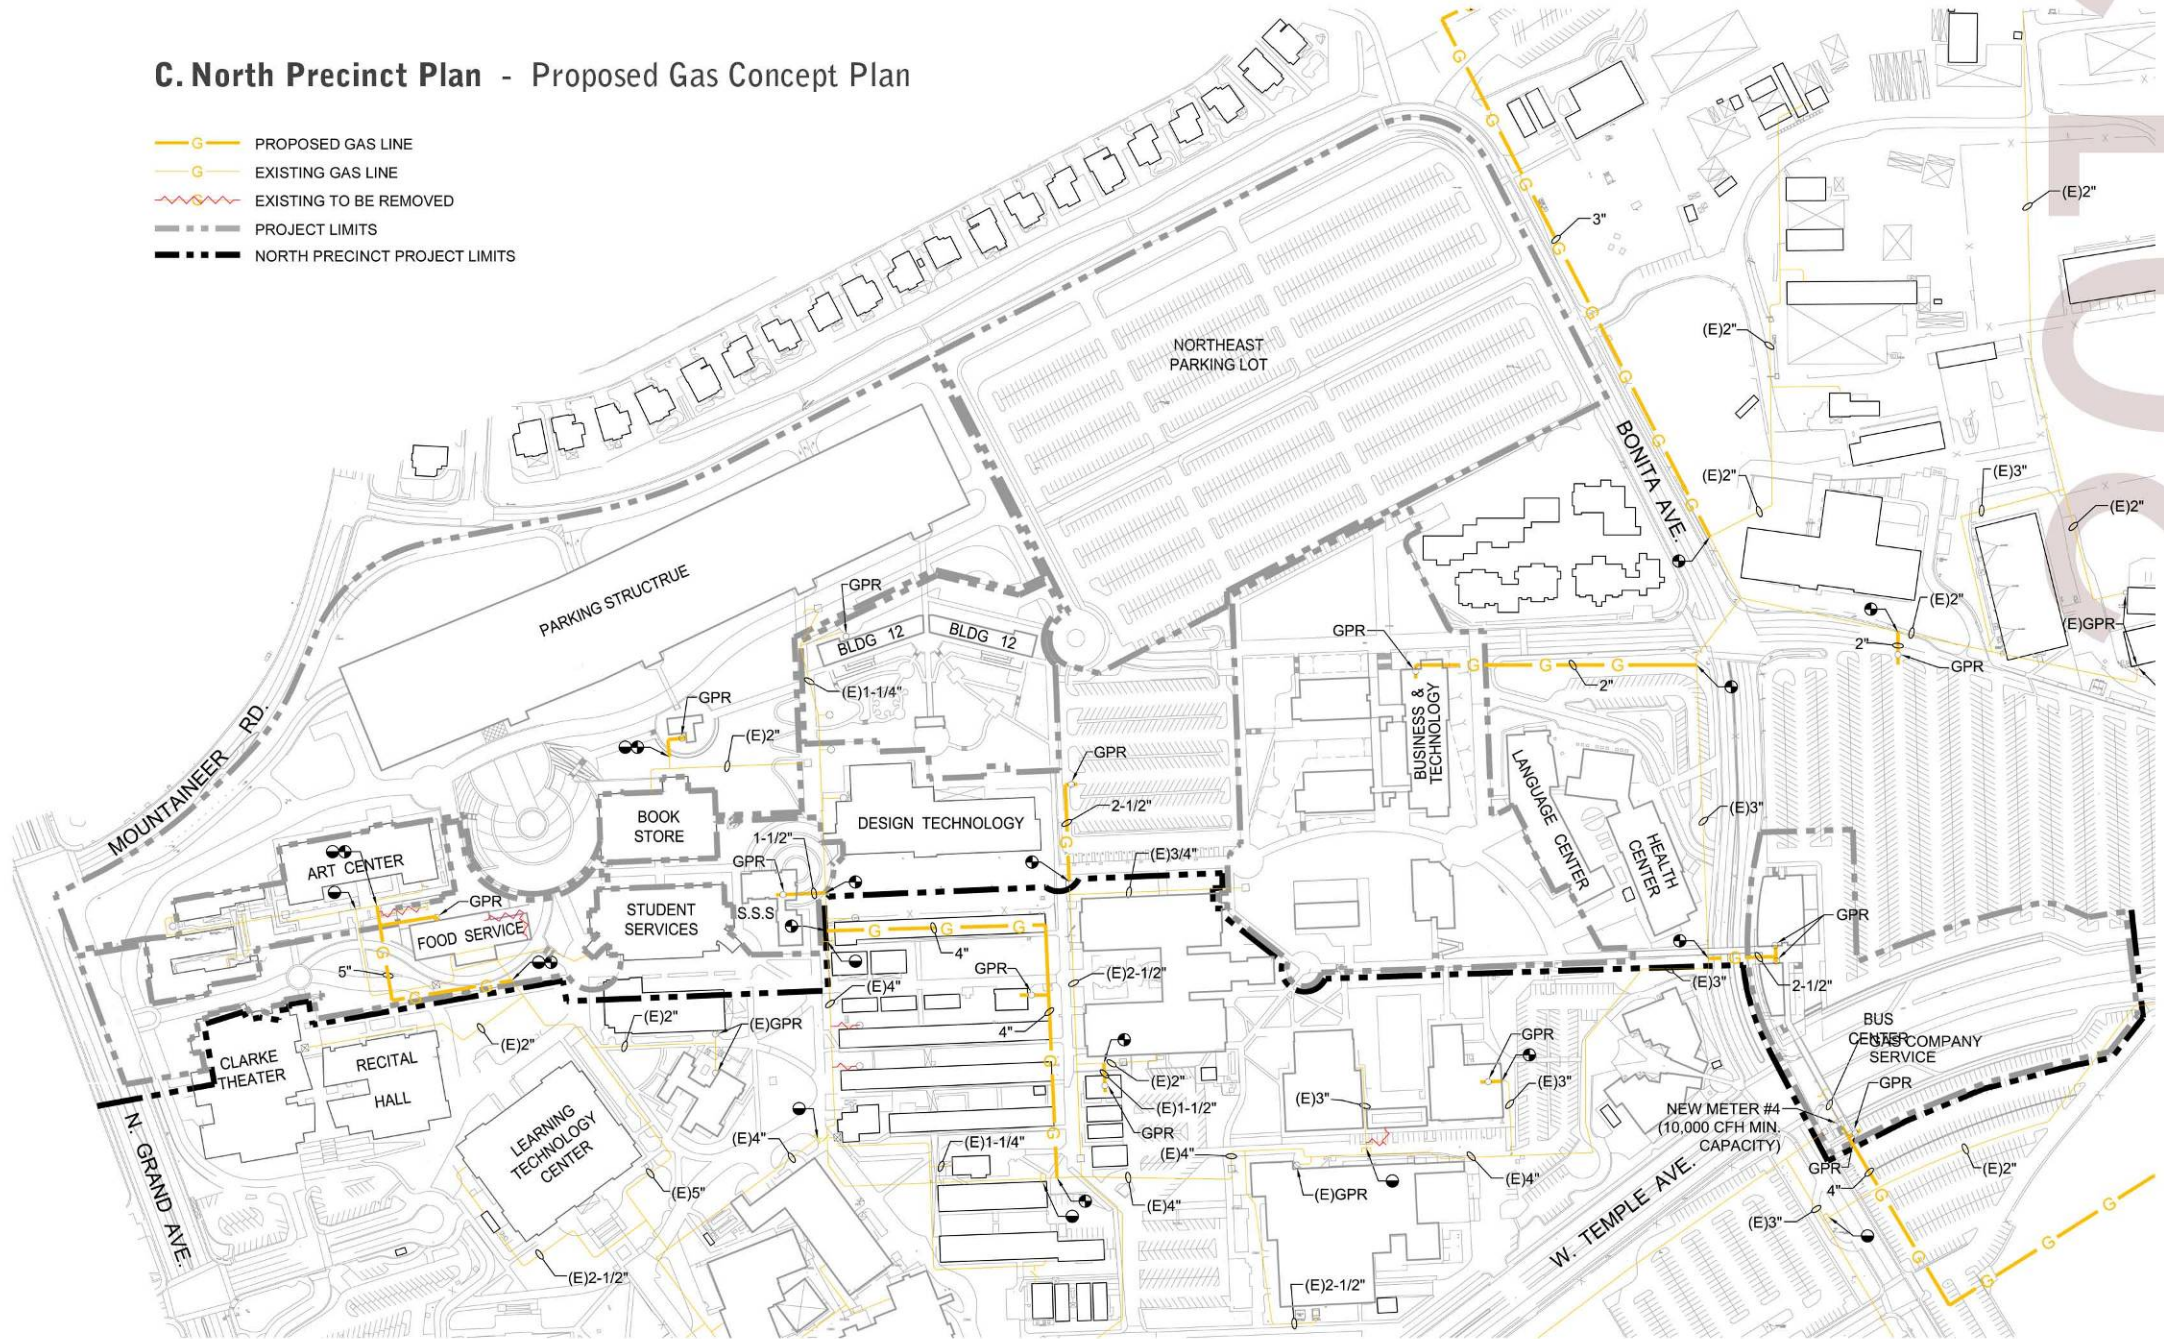 C. North Precinct Plan - Proposed Gas Concept Plan
G PROPOSED GAS LINE
G EXISTING GAS LINE
G EXISTING TO BE REMOVED
PROJECT LIMITS
NORTH PRECINCT PROJECT LIMITS
G
G
G
3"
G
G
G
G
G
G
(E)2"
(E)2"
NORTHEAST
PARKING LOT
BONITA AVE.
(E)2"
(E)3"
(E)2"
(E)2"
(E)GPR
2"
GPR
PARKING STRUCTRUE
GPR
BLDG 12
BLDG 12
(E)1-1/4"
GPR
(E)2"
GPR
G G G
2"
BUSINESS &
TECHNOLOGY
MOUNTAINEER RD.
BOOK
STORE
DESIGN TECHNOLOGY
GPR
2-1/2"
G
LANGUAGE CENTER
HEALTH
CENTER
(E)3"
1-1/2"
GPR
(E)3/4"
ART CENTER
GPR
FOOD SERVICE
STUDENT
SERVICES
S.S.S
G G G
4"
GPR
G
5"
G G
GPR
G
2-1/2"
(E)3"
(E)4"
(E)2-1/2"
4"
G
CLARKE
THEATER
RECITAL
HALL
(E)2"
(E)2"
(E)GPR
(E)2"
(E)1-1/2"
GPR
(E)3"
GPR
(E)3"
BUS
CENTER
GAS COMPANY
SERVICE
GPR
NEW METER #4
(10,000 CFH MIN.
CAPACITY)
GPR
4"
(E)2"
LEARNING
TECHNOLOGY
CENTER
(E)4"
(E)1-1/4"
G
(E)4"
(E)4"
(E)5"
(E)GPR
(E)4"
(E)3"
N. GRAND AVE.
W. TEMPLE AVE.
(E)2-1/2"
(E)2-1/2"
G
G
G
G
G